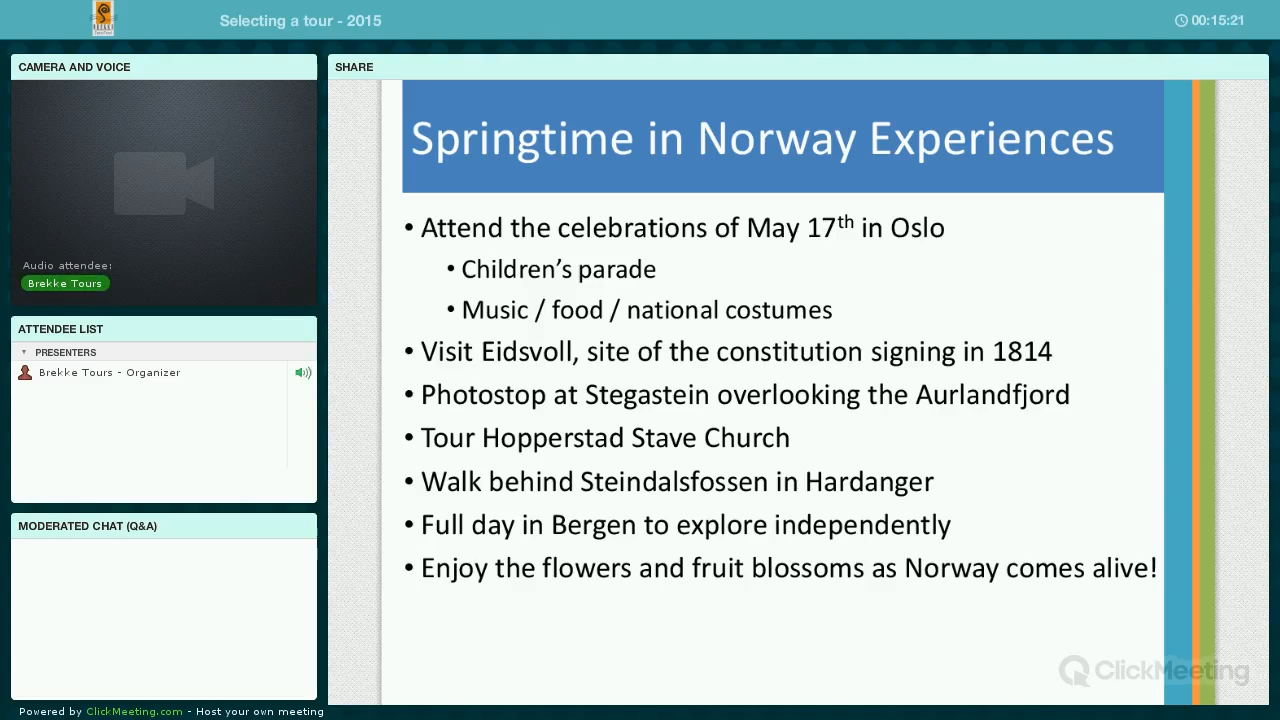 Selecting a tour - 2015
00:15:21
CAMERA AND VOICE
Audio attendee:
Brekke Tours
ATTENDEE LIST
PRESENTERS
Brekke Tours - Organizer
MODERATED CHAT (Q&A)
SHARE
Springtime in Norway Experiences
• Attend the celebrations of May 17th in Oslo
• Children’s parade
• Music / food / national costumes
• Visit Eidsvoll, site of the constitution signing in 1814
• Photostop at Stegastein overlooking the Aurlandfjord
• Tour Hopperstad Stave Church
• Walk behind Steindalsfossen in Hardanger
• Full day in Bergen to explore independently
• Enjoy the flowers and fruit blossoms as Norway comes alive!
ClickMeeting
Powered by ClickMeeting.com - Host your own meeting